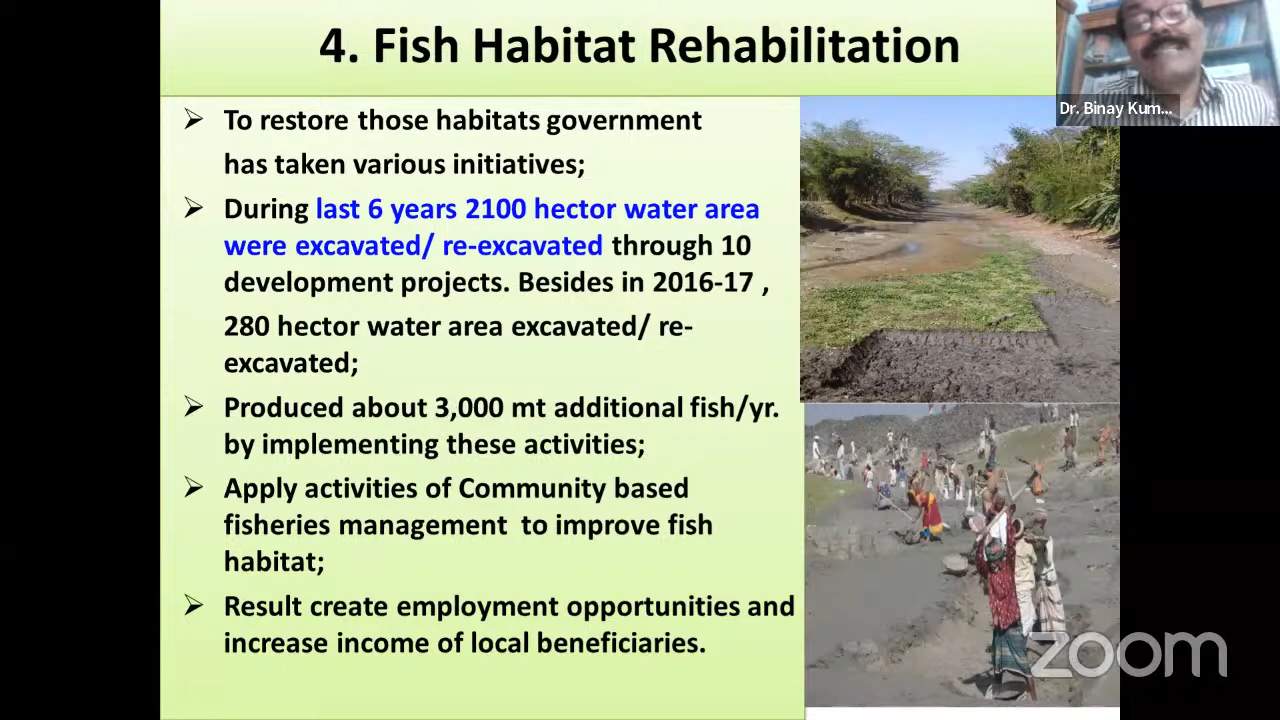 4. Fish Habitat Rehabilitation
Dr. Binay Kum...
➢ To restore those habitats government
has taken various initiatives;
➢ During last 6 years 2100 hector water area
were excavated/ re-excavated through 10
development projects. Besides in 2016-17 ,
280 hector water area excavated/ re-
excavated;
➢ Produced about 3,000 mt additional fish/yr.
by implementing these activities;
➢ Apply activities of Community based
fisheries management to improve fish
habitat;
➢ Result create employment opportunities and
increase income of local beneficiaries.
zoom